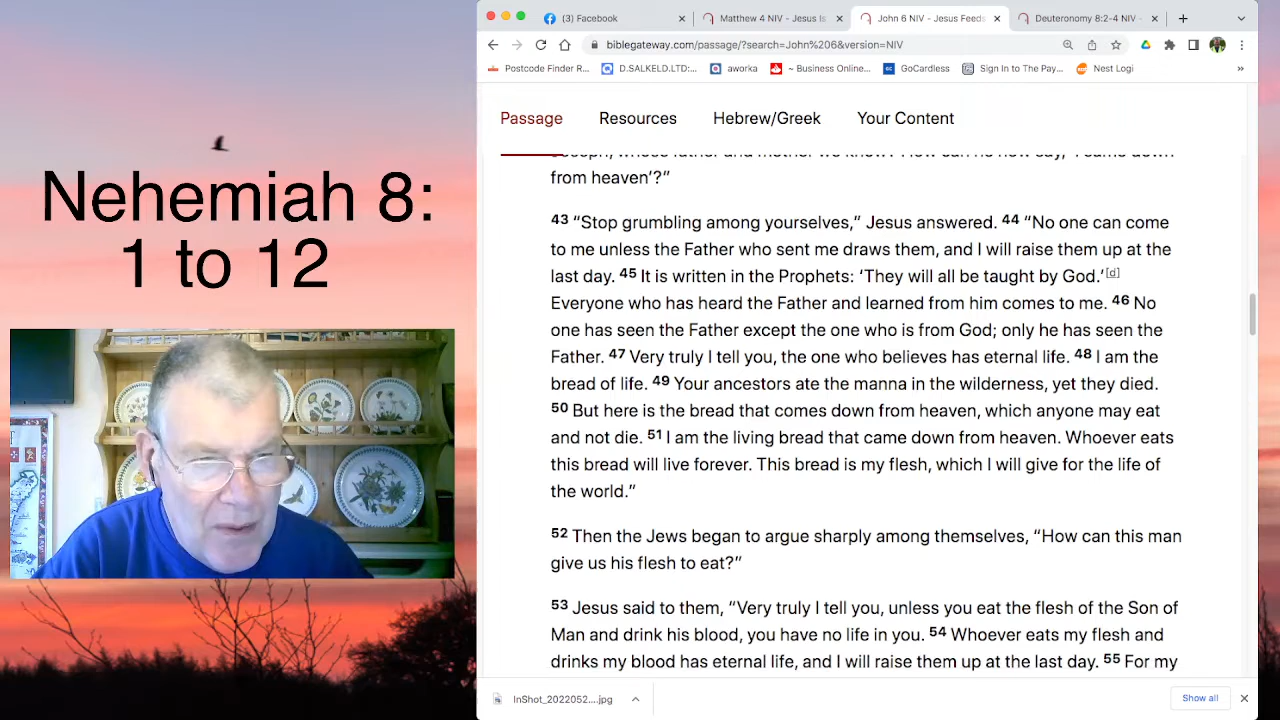 Nehemiah 8:
1 to 12
(3) Facebook
Matthew 4 NIV - Jesus Is
John 6 NIV - Jesus Feeds
Deuteronomy 8:2-4 NIV -
biblegateway.com/passage/?search=John%206&version=NIV
Postcode Finder R...
D.SALKELD.LTD:...
aworka
~ Business Online...
GoCardless
Sign In to The Pay...
Nest Logi
»
Passage Resources Hebrew/Greek Your Content
from heaven’?”
43 “Stop grumbling among yourselves,” Jesus answered. 44 “No one can come
to me unless the Father who sent me draws them, and I will raise them up at the
last day. 45 It is written in the Prophets: ‘They will all be taught by God.’[d]
Everyone who has heard the Father and learned from him comes to me. 46 No
one has seen the Father except the one who is from God; only he has seen the
Father. 47 Very truly I tell you, the one who believes has eternal life. 48 I am the
bread of life. 49 Your ancestors ate the manna in the wilderness, yet they died.
50 But here is the bread that comes down from heaven, which anyone may eat
and not die. 51 I am the living bread that came down from heaven. Whoever eats
this bread will live forever. This bread is my flesh, which I will give for the life of
the world.”
52 Then the Jews began to argue sharply among themselves, “How can this man
give us his flesh to eat?”
53 Jesus said to them, “Very truly I tell you, unless you eat the flesh of the Son of
Man and drink his blood, you have no life in you. 54 Whoever eats my flesh and
drinks my blood has eternal life, and I will raise them up at the last day. 55 For my
InShot_2022052....jpg
Show all